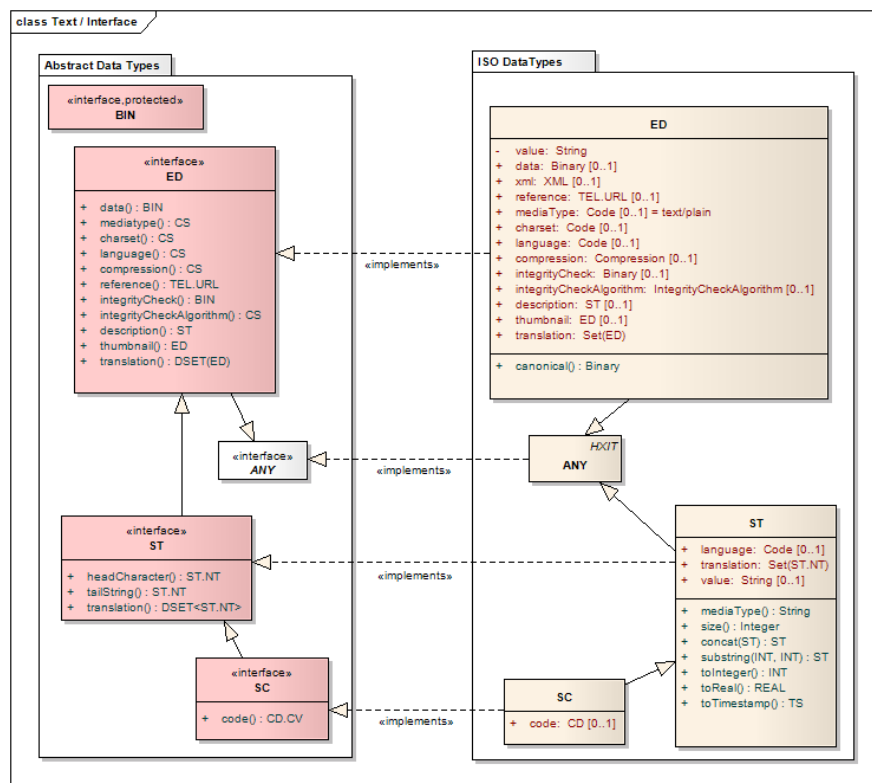 class Text / Interface
Abstract Data Types
«interface,protected»
BIN
«interface»
ED
+ data() : BIN
+ mediatype() : CS
+ charset() : CS
+ language() : CS
+ compression() : CS
+ reference() : TEL.URL
+ integrityCheck() : BIN
+ integrityCheckAlgorithm() : CS
+ description() : ST
+ thumbnail() : ED
+ translation() : DSET(ED)
«interface»
ANY
«interface»
ST
+ headCharacter() : ST.NT
+ tailString() : ST.NT
+ translation() : DSET<ST.NT>
«interface»
SC
+ code() : CD.CV
«implements»
«implements»
«implements»
«implements»
ISO DataTypes
ED
- value: String
+ data: Binary [0..1]
+ xml: XML [0..1]
+ reference: TEL.URL [0..1]
+ mediaType: Code [0..1] = text/plain
+ charset: Code [0..1]
+ language: Code [0..1]
+ compression: Compression [0..1]
+ integrityCheck: Binary [0..1]
+ integrityCheckAlgorithm: IntegrityCheckAlgorithm [0..1]
+ description: ST [0..1]
+ thumbnail: ED [0..1]
+ translation: Set(ED)
+ canonical() : Binary
HXIT
ANY
ST
+ language: Code [0..1]
+ translation: Set(ST.NT)
+ value: String [0..1]
+ mediaType() : String
+ size() : Integer
+ concat(ST) : ST
+ substring(INT, INT) : ST
+ toInteger() : INT
+ toReal() : REAL
+ toTimestamp() : TS
SC
+ code: CD [0..1]